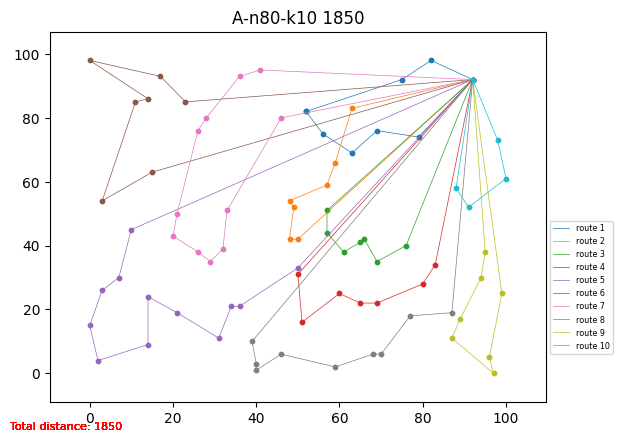 A-n80-k10 1850
100
80
60
40
20
0
0 20 40 60 80 100
route 1
route 2
route 3
route 4
route 5
route 6
route 7
route 8
route 9
route 10
Total distance: 1850